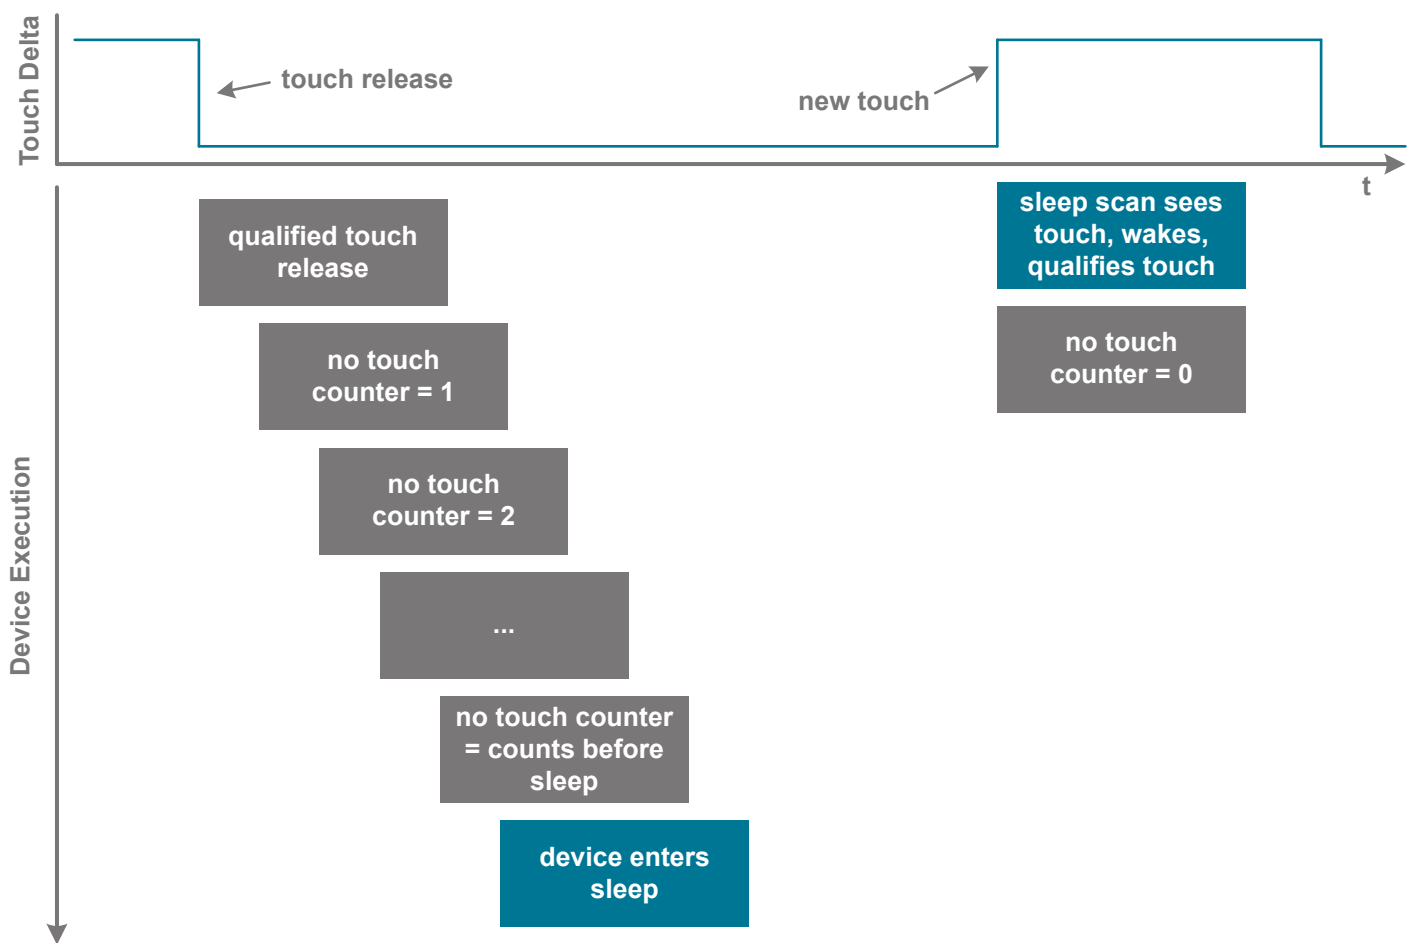 Touch Delta
touch release
new touch
t
Device Execution
qualified touch
release
no touch
counter = 1
no touch
counter = 2
...
no touch counter
= counts before
sleep
device enters
sleep
sleep scan sees
touch, wakes,
qualifies touch
no touch
counter = 0